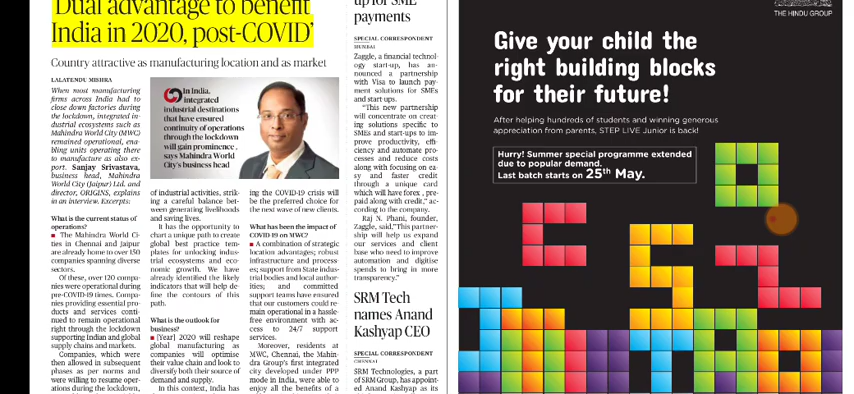 'Dual advantage to benefit
India in 2020, post-COVID'
Country attractive as manufacturing location and as market
LALATENDU MISHRA
When most manufacturing
firms across India had to
close down factories during
the lockdown, integrated in-
dustrial ecosystems such as
Mahindra World City (MWC)
remained operational, ena-
bling units operating there
to manufacture as also ex-
port. Sanjay Srivastava,
business head, Mahindra
World City (Jaipur) Ltd. and
director, ORIGINS, explains
in an interview. Excerpts:
What is the current status of
operations?
■ The Mahindra World Ci-
ties in Chennai and Jaipur
are already home to over 150
companies spanning diverse
sectors.
Of these, over 120 compa-
nies were operational during
pre-COVID-19 times. Compa-
nies providing essential pro-
ducts and services conti-
nued to remain operational
right through the lockdown
supporting Indian and global
supply chains and markets.
Companies, which were
then allowed in subsequent
phases as per norms and
were willing to resume oper-
ations during the lockdown,
In India,
integrated
industrial destinations
that have ensured
continuity of operations
through the lockdown
will gain prominence,
says Mahindra World
City's business head
of industrial activities, strik-
ing a careful balance bet-
ween generating livelihoods
and saving lives.
It has the opportunity to
chart a unique path to create
global best practice tem-
plates for unlocking indus-
trial ecosystems and eco-
nomic growth. We have
already identified the likely
indicators that will help de-
fine the contours of this
path.
What is the outlook for
business?
■ [Year] 2020 will reshape
global manufacturing as
companies will optimise
their value chain and look to
diversify both their source of
demand and supply.
In this context, India has
ing the COVID-19 crisis will
be the preferred choice for
the next wave of new clients.
What has been the impact of
COVID-19 on MWC?
■ A combination of strategic
location advantages; robust
infrastructure and process-
es; support from State indus-
trial bodies and local author-
ities; and committed
support teams have ensured
that our customers could re-
main operational in a hassle-
free environment with ac-
cess to 24/7 support
services.
Moreover, residents at
MWC, Chennai, the Mahin-
dra Group's first integrated
city developed under PPP
mode in India, were able to
enjoy all the benefits of a
up for SME
payments
SPECIAL CORRESPONDENT
MUMBAI
Zaggle, a financial technol-
ogy start-up, has an-
nounced a partnership
with Visa to launch pay-
ment solutions for SMEs
and start-ups.
"This new partnership
will concentrate on creat-
ing solutions specific to
SMEs and start-ups to im-
prove productivity, effi-
ciency and automate pro-
cesses and reduce costs
along with focusing on ea-
sy and faster credit
through a unique card
which will have forex, pre-
paid along with credit," ac-
cording to the company.
Raj N. Phani, founder,
Zaggle, said,"This partner-
ship will help us expand
our services and client
base who need to improve
automation and digitise
spends to bring in more
transparency."
SRM Tech
names Anand
Kashyap CEO
SPECIAL CORRESPONDENT
CHENNAI
SRM Technologies, a part
of SRM Group, has appoint-
ed Anand Kashyap as its
THE HINDU GROUP
Give your child the
right building blocks
for their future!
After helping hundreds of students and winning generous
appreciation from parents, STEP LIVE Junior is back!
Hurry! Summer special programme extended
due to popular demand.
Last batch starts on 25th May.